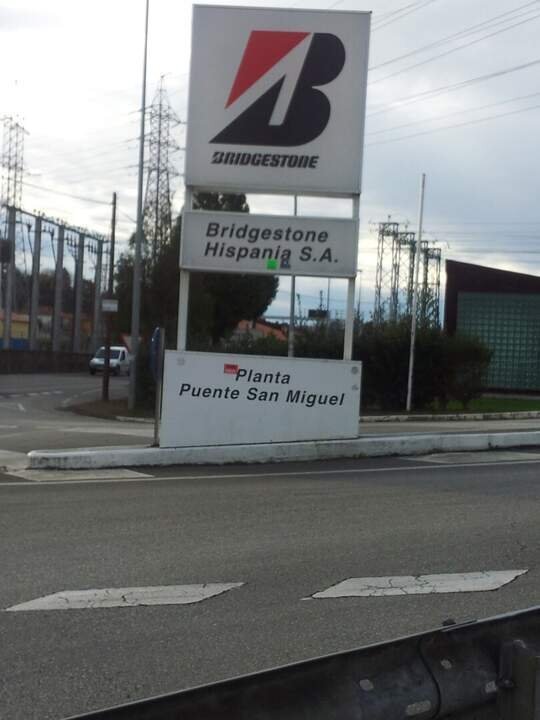 BRIDGESTONE
Bridgestone
Hispania S.A.
Planta
Puente San Miguel